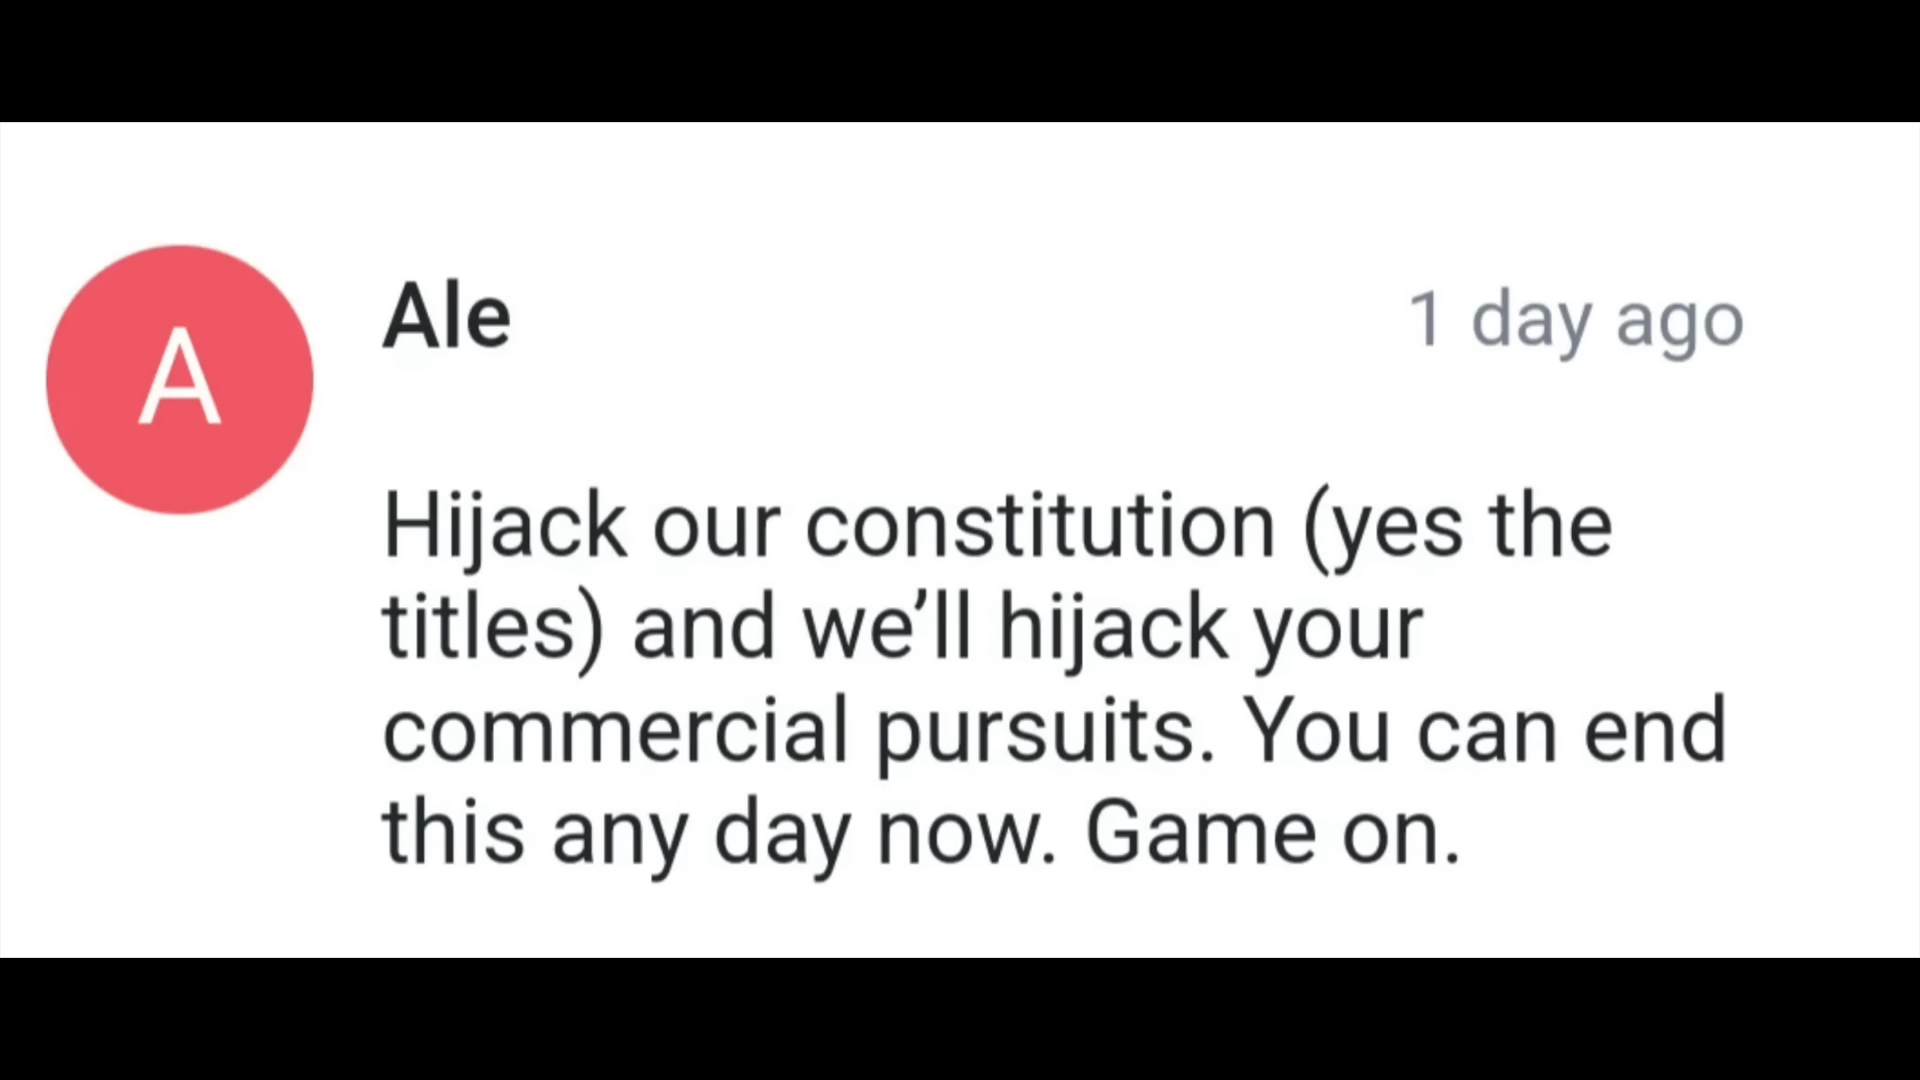 A
Ale
1 day ago
Hijack our constitution (yes the
titles) and we’ll hijack your
commercial pursuits. You can end
this any day now. Game on.